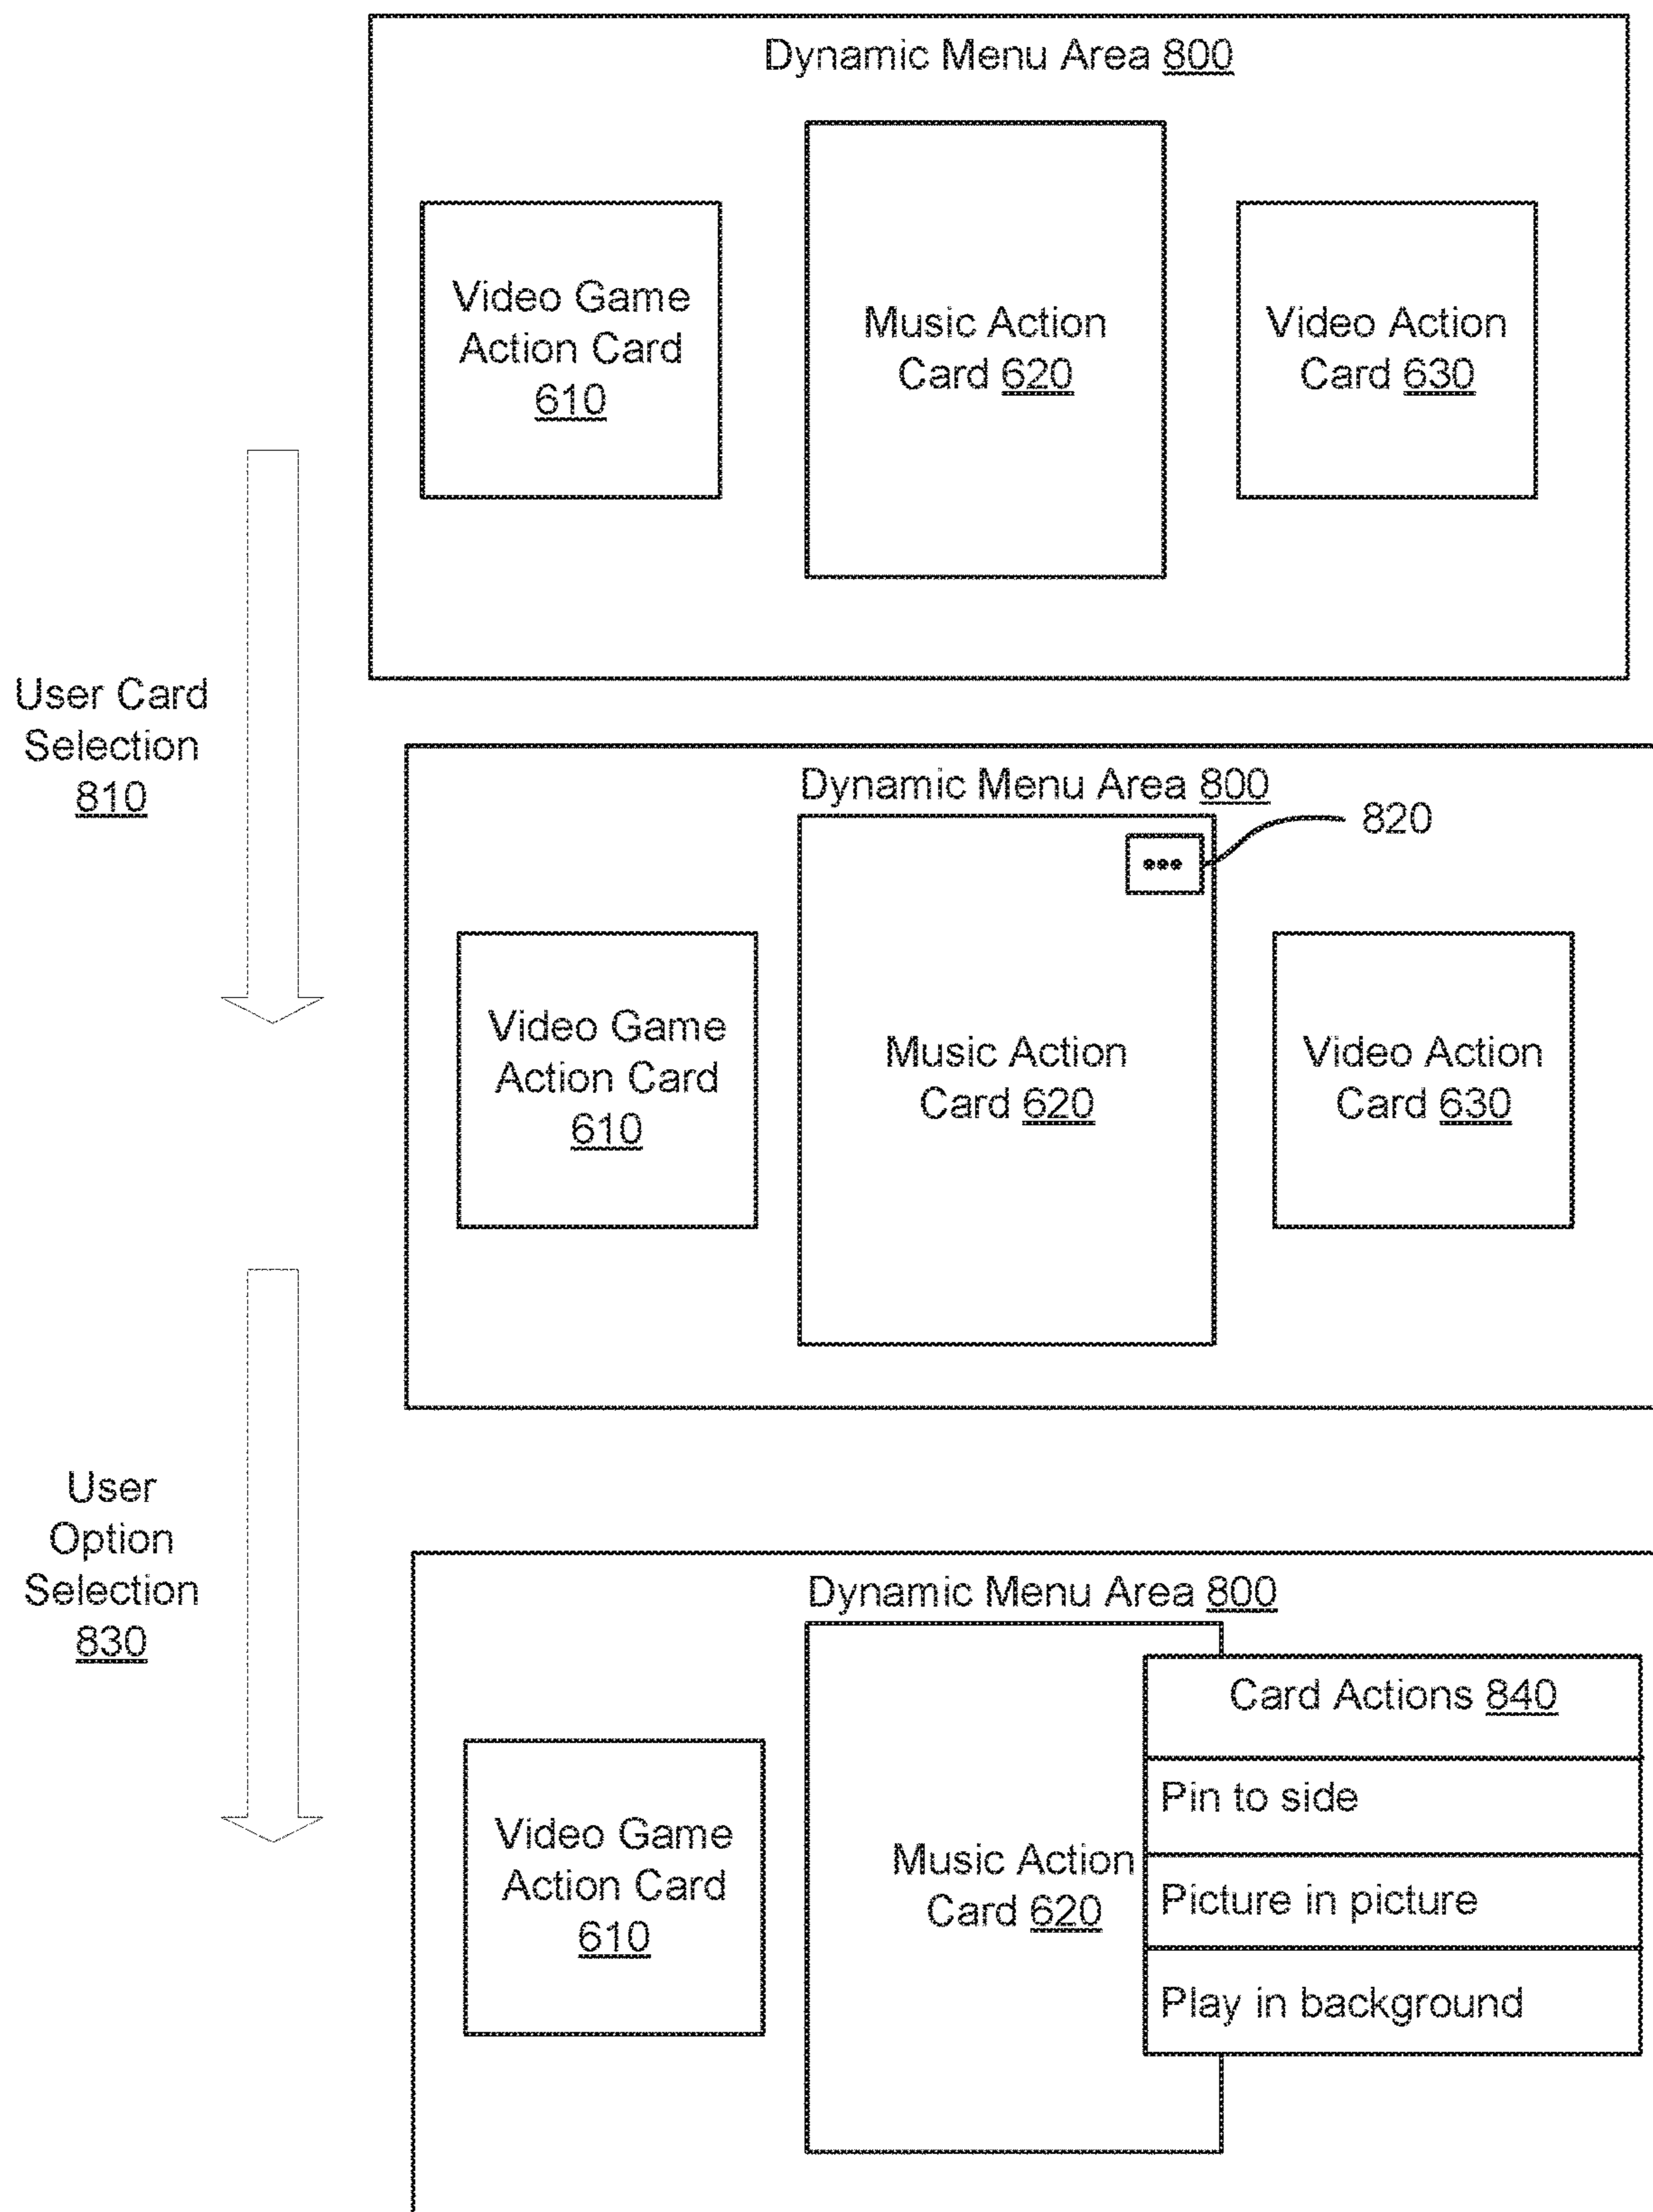 Dynamic Menu Area 800
Video Game
Action Card
610
Music Action
Card 620
Video Action
Card 630
User Card
Selection
810
Dynamic Menu Area 800
•••
820
Video Game
Action Card
610
Music Action
Card 620
Video Action
Card 630
User
Option
Selection
830
Dynamic Menu Area 800
Video Game
Action Card
610
Music Action
Card 620
Card Actions 840
Pin to side
Picture in picture
Play in background